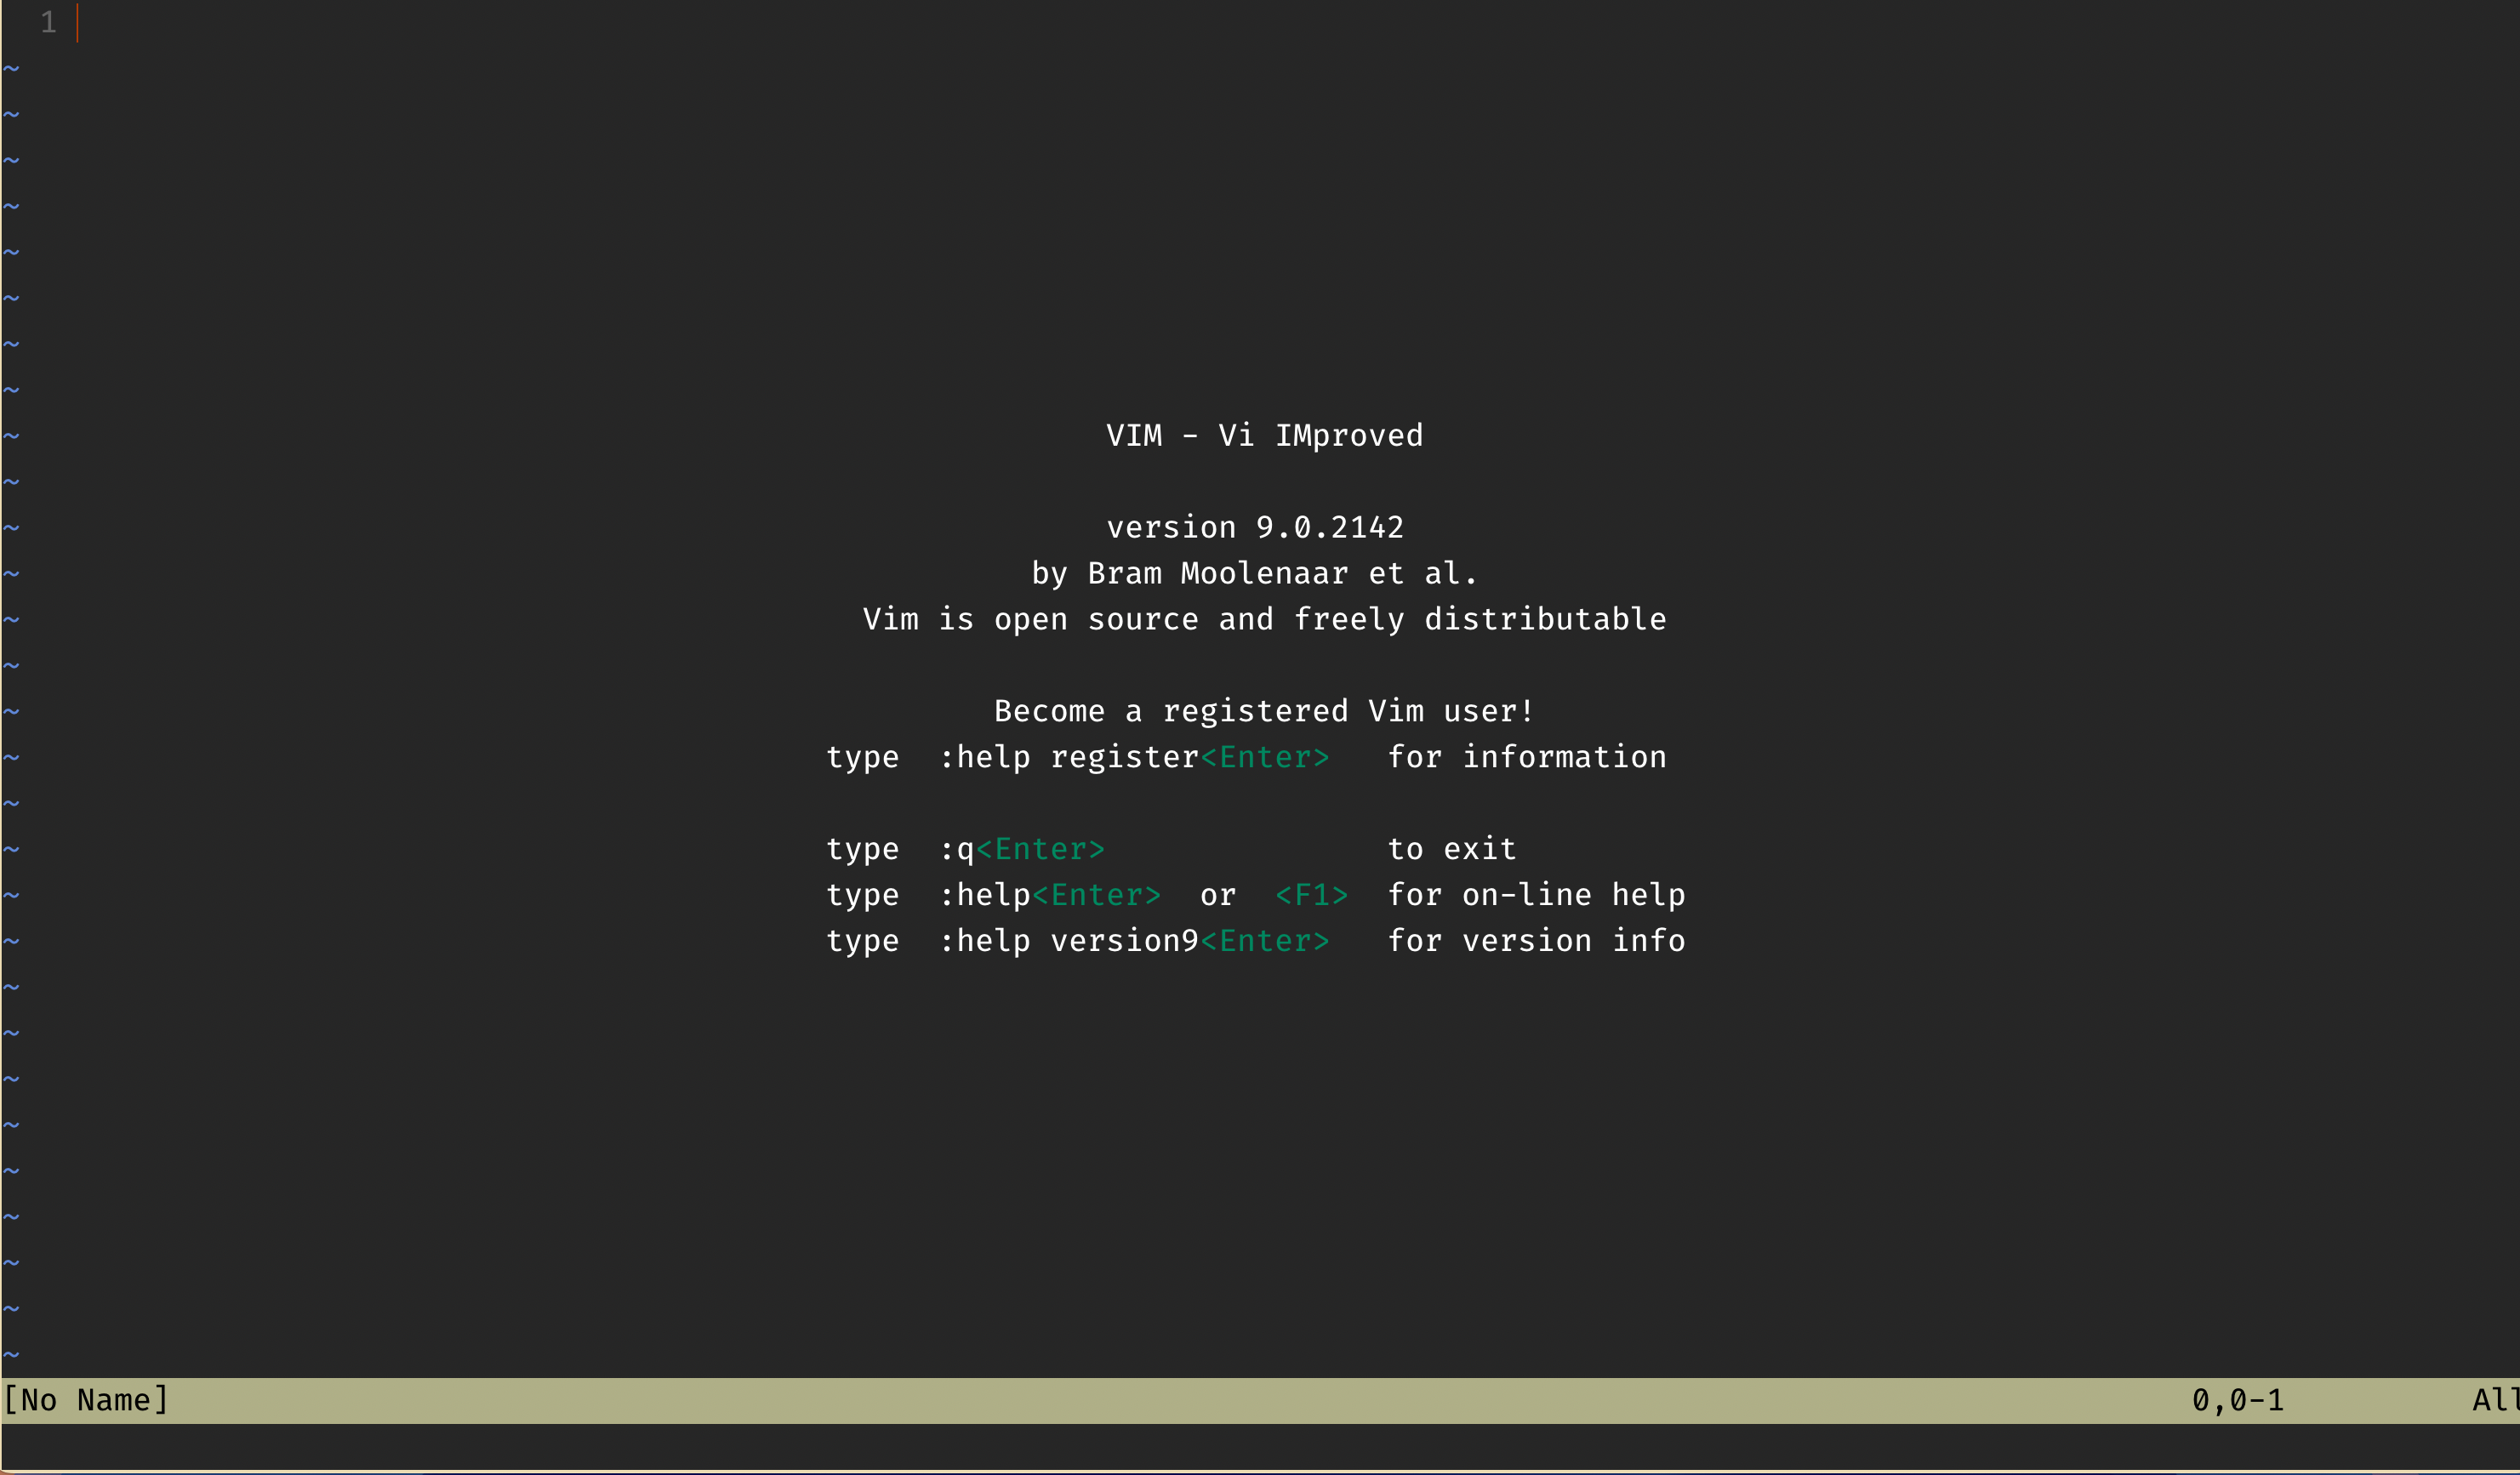 1
~
~
~
~
~
~
~
~
~ VIM - Vi IMproved
~
~ version 9.0.2142
~ by Bram Moolenaar et al.
~ Vim is open source and freely distributable
~
~ Become a registered Vim user!
~ type  :help register<Enter>   for information
~
~ type  :q<Enter>               to exit
~ type  :help<Enter>  or  <F1>  for on-line help
~ type  :help version9<Enter>   for version info
~
~
~
~
~
~
~
~
~
[No Name] 0,0-1 All